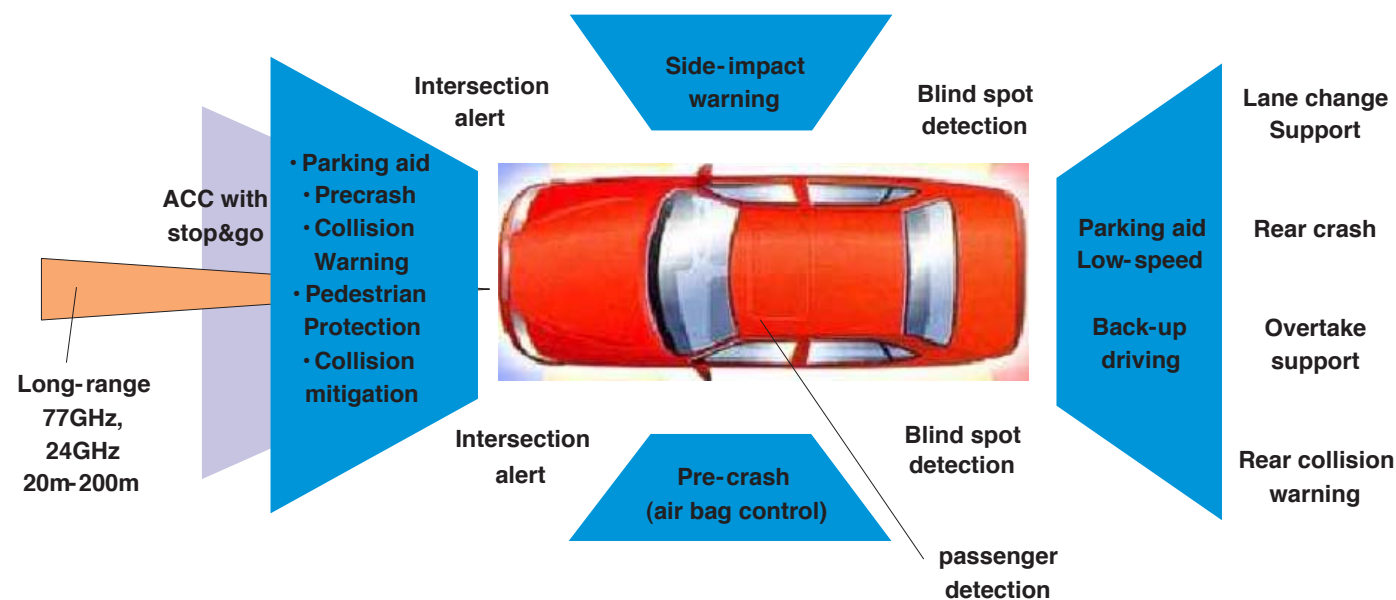 Side-impact
warning
Intersection
alert
Blind spot
detection
Lane change
Support
ACC with
stop&go
• Parking aid
• Precrash
• Collision
Warning
• Pedestrian
Protection
• Collision
mitigation
Parking aid
Low-speed
Back-up
driving
Rear crash
Overtake
support
Rear collision
warning
Long-range
77GHz,
24GHz
20m-200m
Intersection
alert
Pre-crash
(air bag control)
Blind spot
detection
passenger
detection